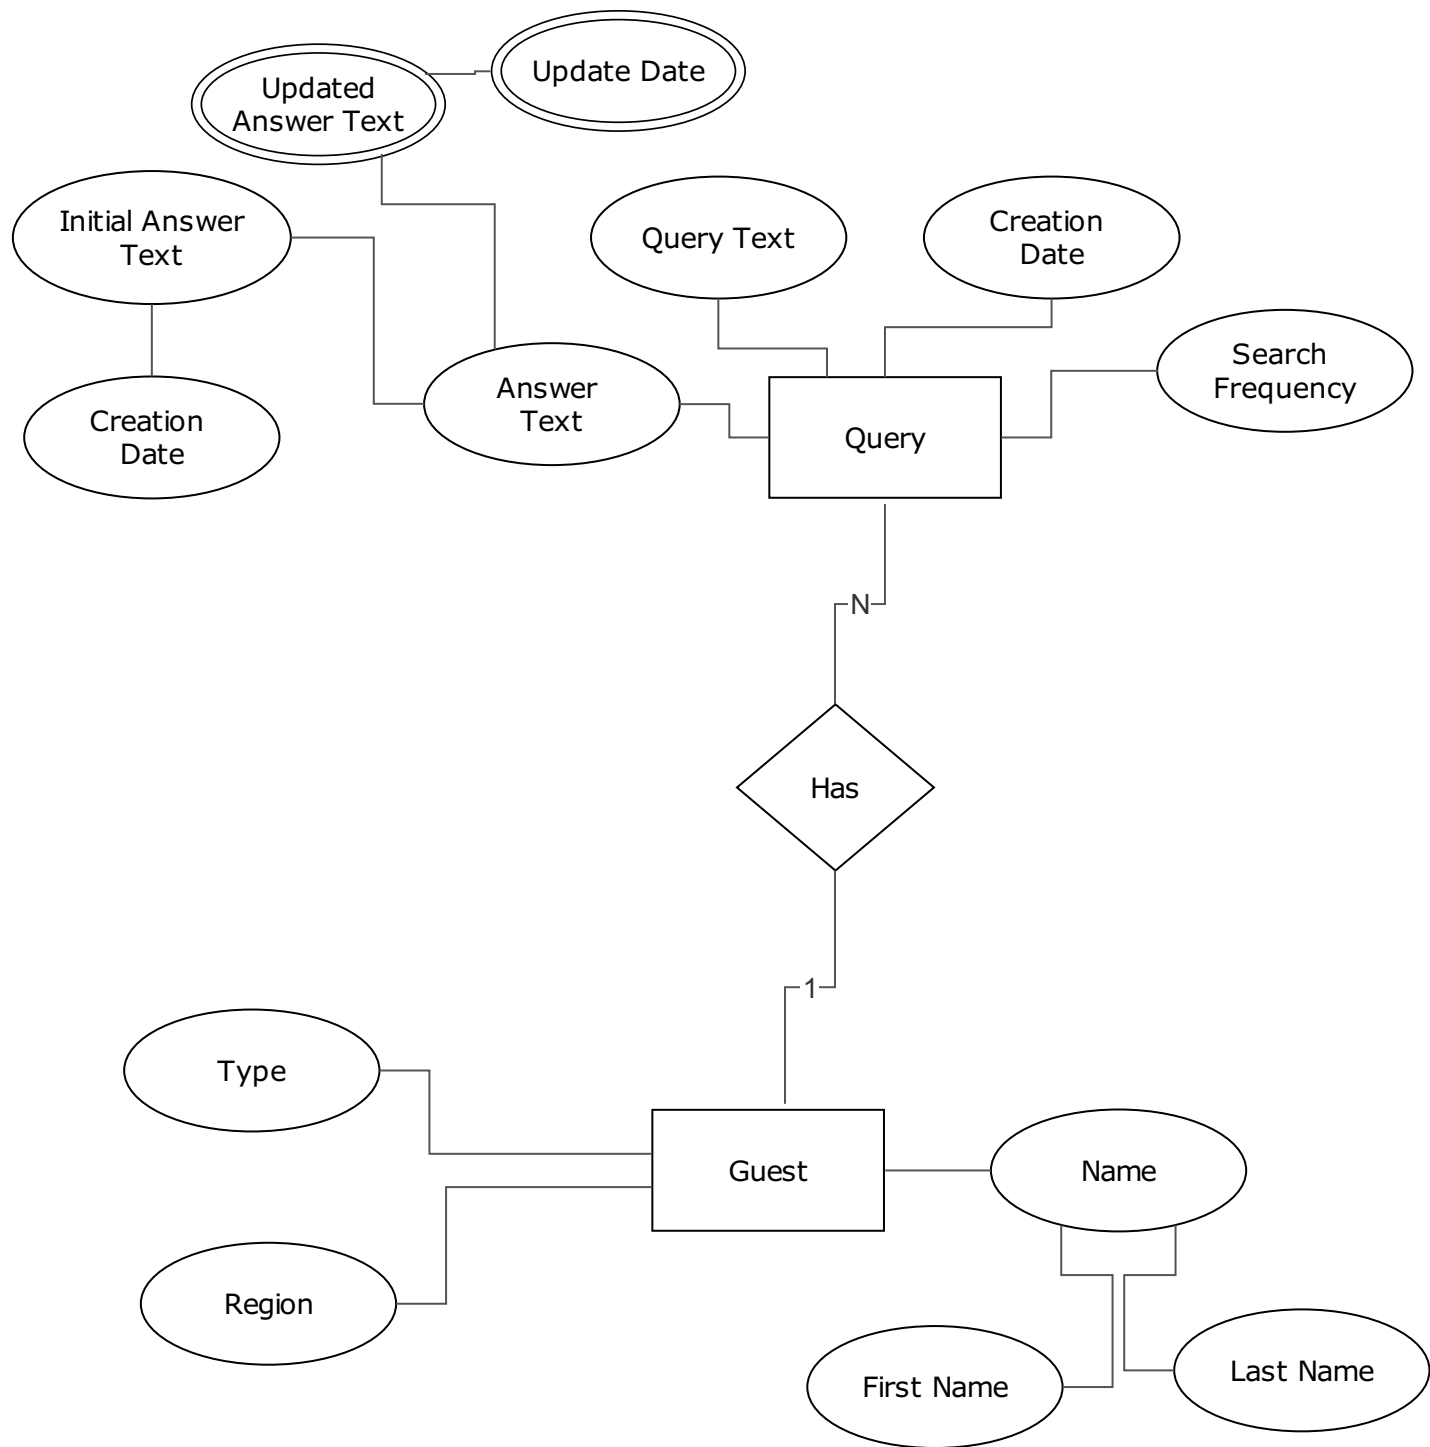 Update Date
Updated
Answer Text
Initial Answer
Text
Query Text
Creation
Date
Search
Frequency
Answer
Text
Creation
Date
Query
N
Has
1
Type
Guest
Name
Region
First Name
Last Name